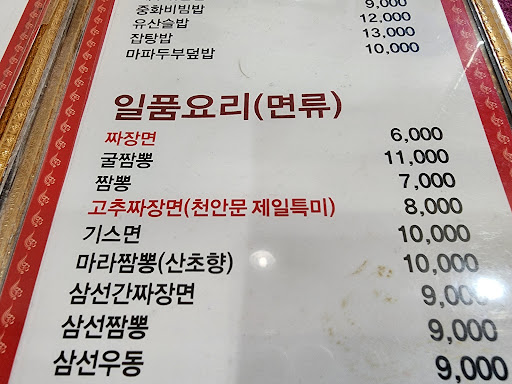 중화비빔밥 9,000
유산슬밥 12,000
잡탕밥 13,000
마파두부덮밥 10,000
일품요리(면류)
짜장면 6,000
굴짬뽕 11,000
짬뽕 7,000
고추짜장면(천안문 제일특미) 8,000
기스면 10,000
마라짬뽕(산초향) 10,000
삼선간짜장면 9,000
삼선짬뽕 9,000
삼선우동 9,000